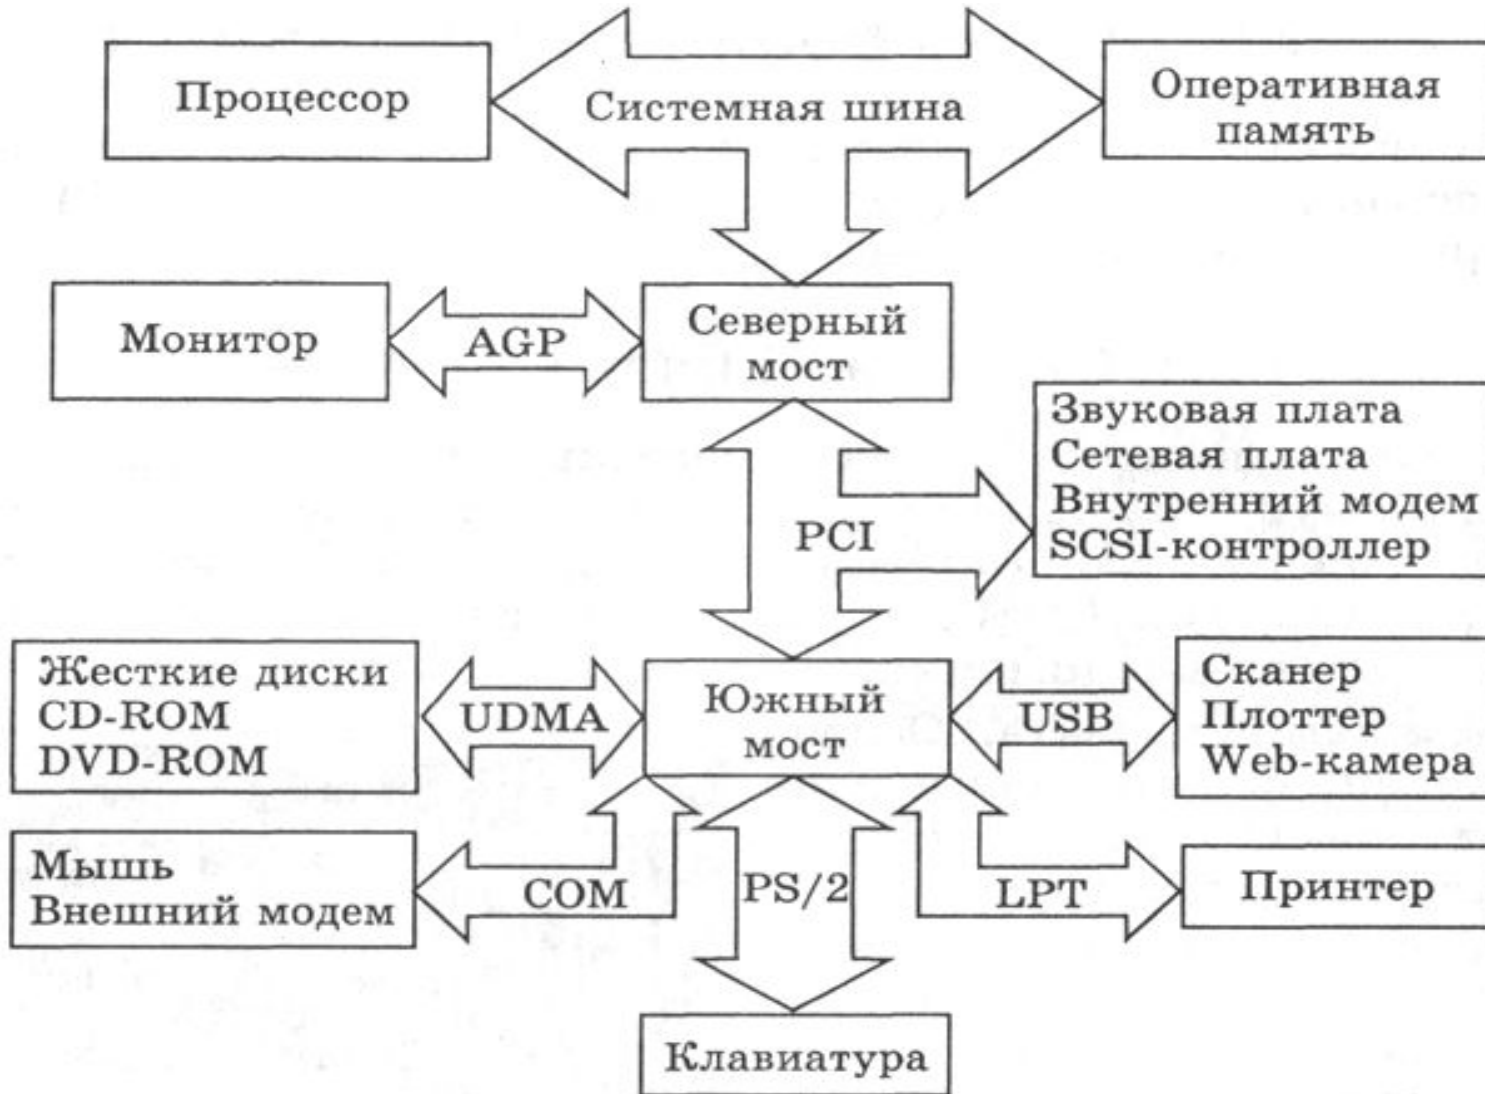 Процессор
Системная шина
Оперативная
память
Монитор
AGP
Северный
мост
Звуковая плата
Сетевая плата
Внутренний модем
SCSI-контроллер
PCI
Жесткие диски
CD-ROM
DVD-ROM
UDMA
Южный
мост
USB
Сканер
Плоттер
Web-камера
Мышь
Внешний модем
COM
PS/2
LPT
Принтер
Клавиатура